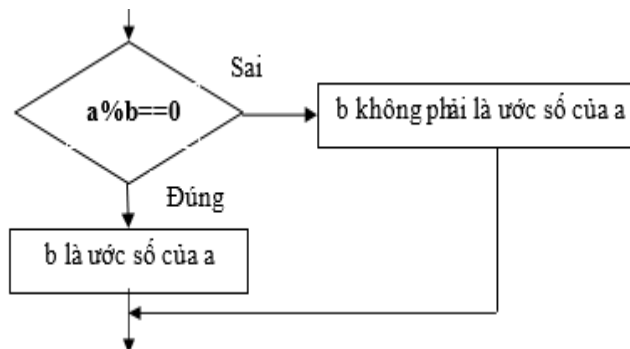 Sai
a%b==0
b không phải là ước số của a
Đúng
b là ước số của a